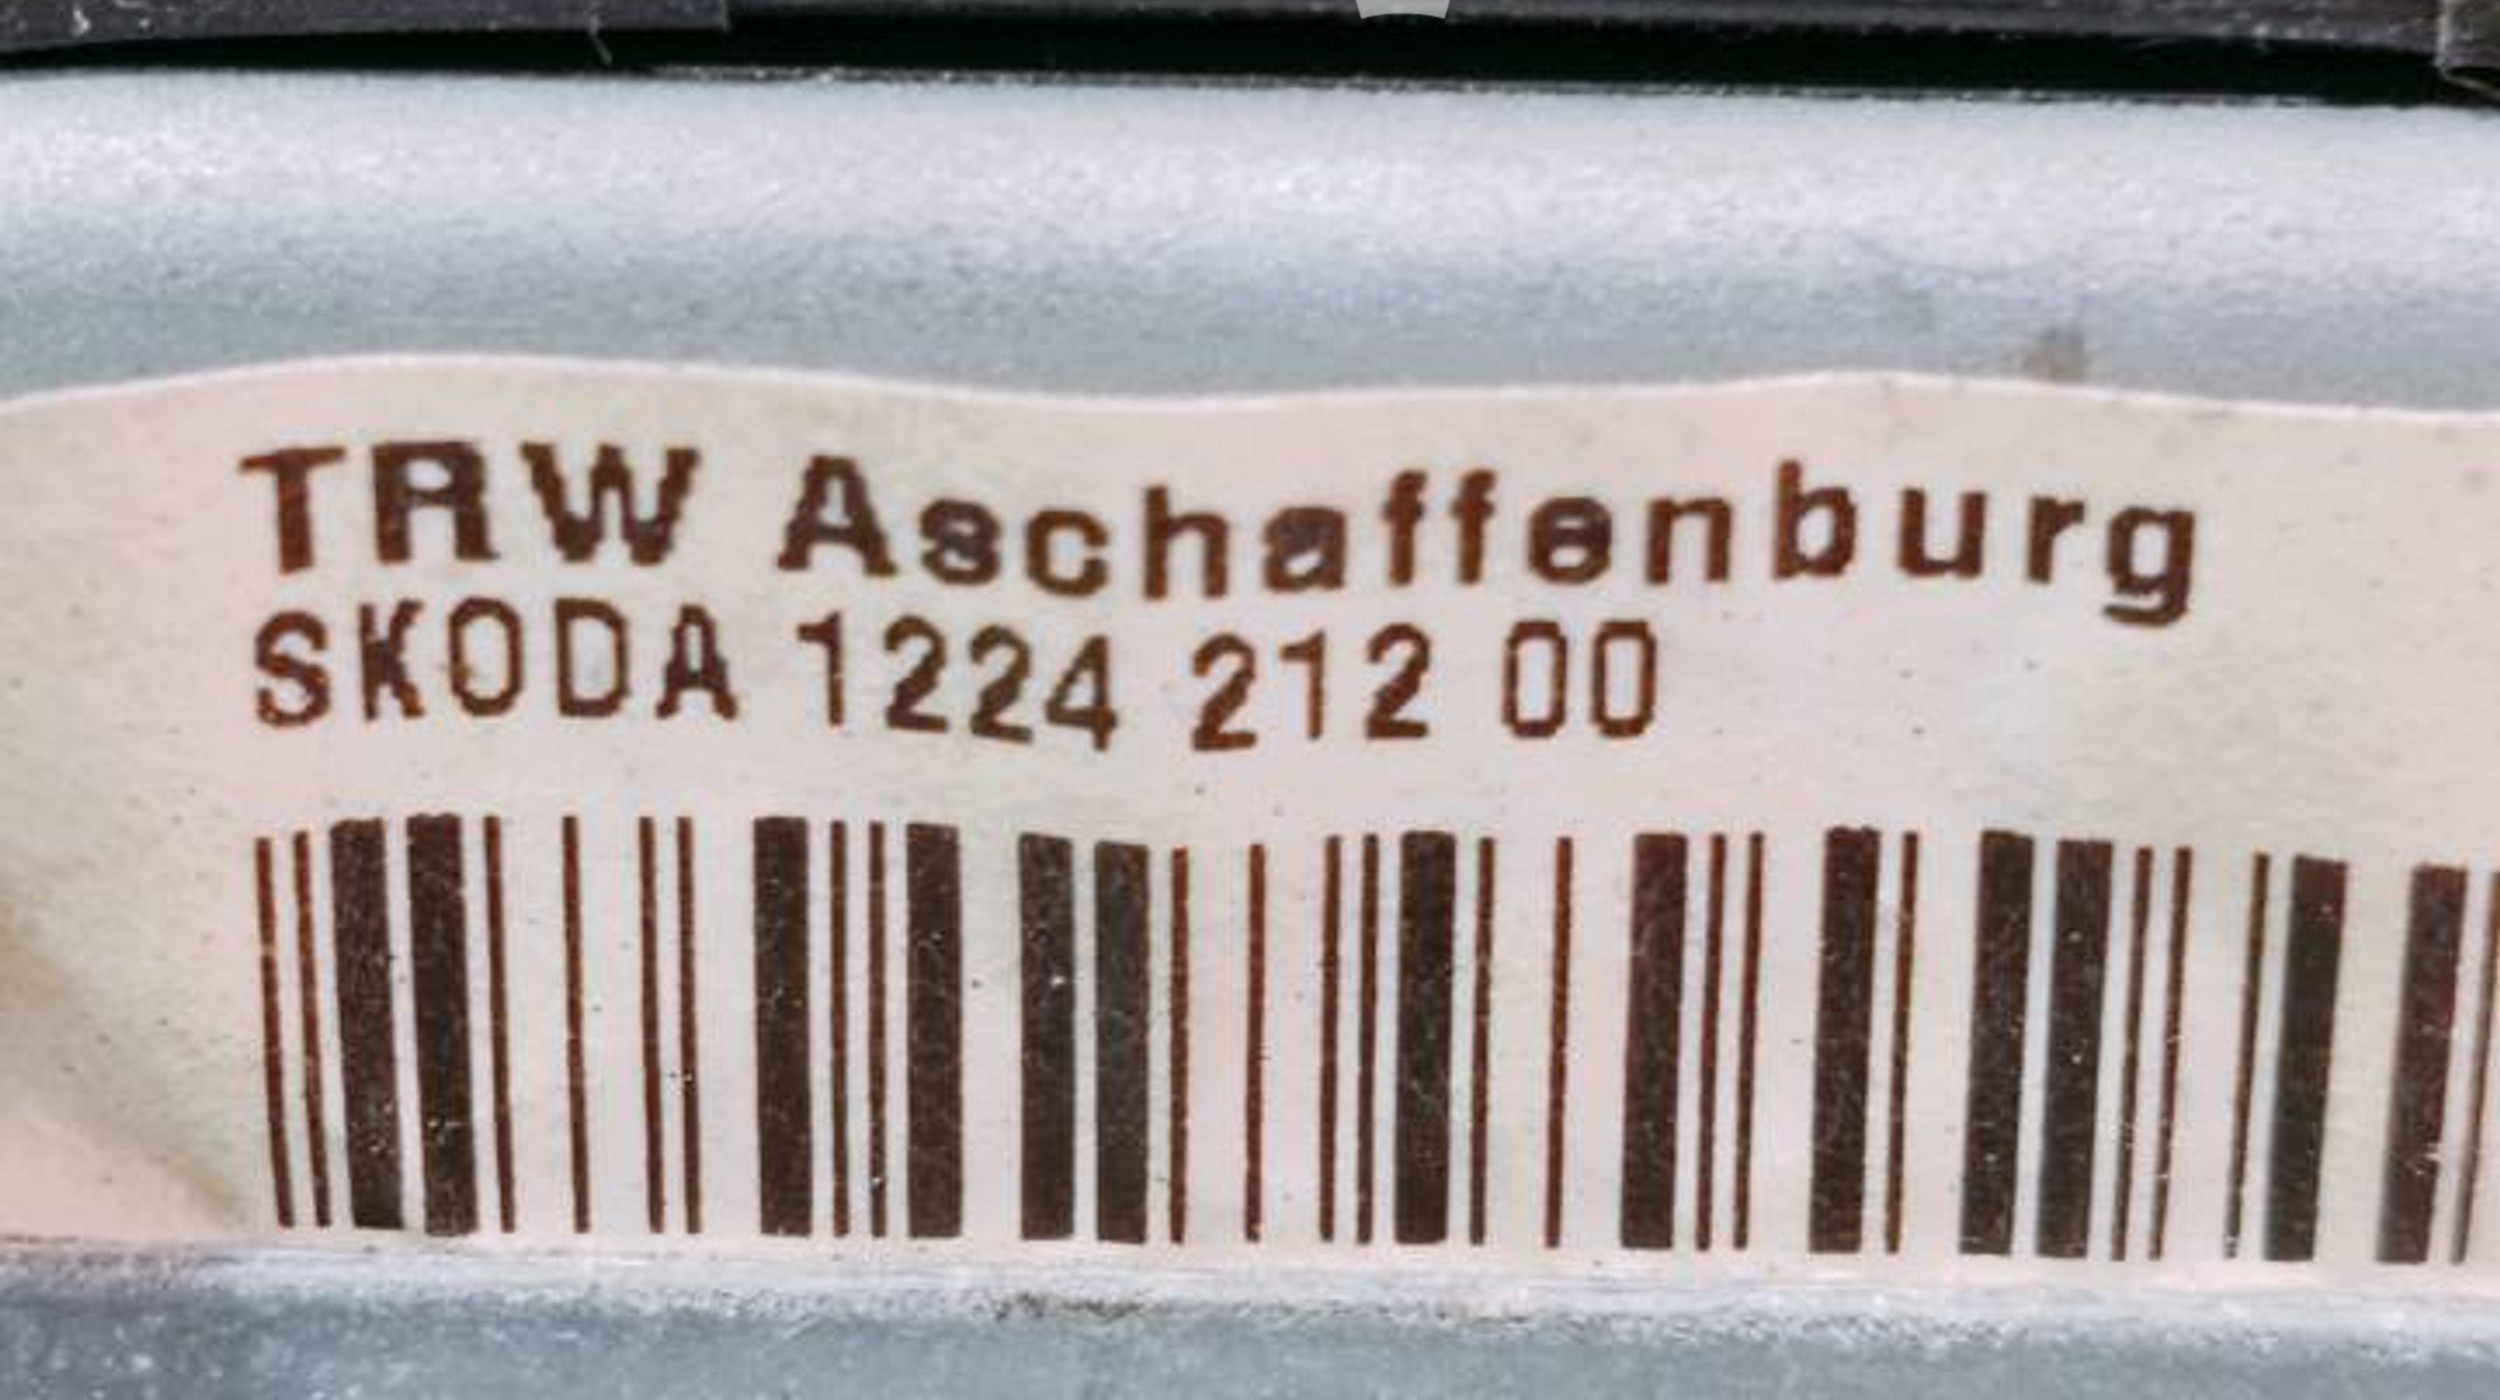 TRW Aschaffenburg
SKODA 1224 212 00